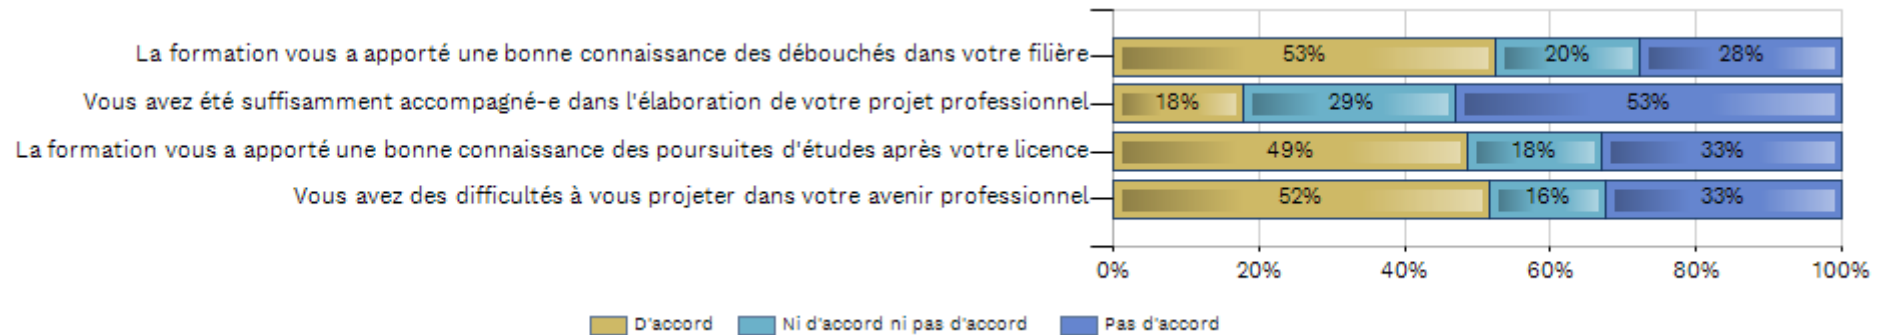 La formation vous a apporté une bonne connaissance des débouchés dans votre filière 53% 20% 28%
Vous avez été suffisamment accompagné-e dans l'élaboration de votre projet professionnel 18% 29% 53%
La formation vous a apporté une bonne connaissance des poursuites d'études après votre licence 49% 18% 33%
Vous avez des difficultés à vous projeter dans votre avenir professionnel 52% 16% 33%
0% 20% 40% 60% 80% 100%
D'accord Ni d'accord ni pas d'accord Pas d'accord